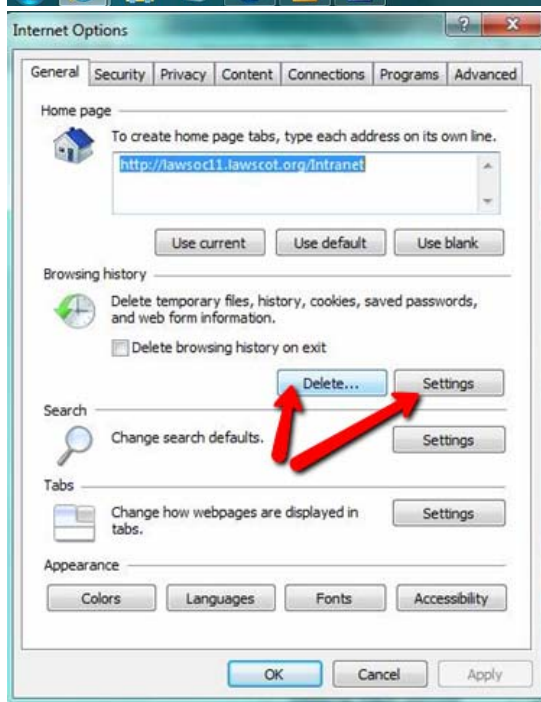 Internet Options
General Security Privacy Content Connections Programs Advanced
Home page
To create home page tabs, type each address on its own line.
http://lawsoc11.lawscot.org/Intranet
Use current Use default Use blank
Browsing history
Delete temporary files, history, cookies, saved passwords,
and web form information.
Delete browsing history on exit
Delete... Settings
Search
Change search defaults. Settings
Tabs
Change how webpages are displayed in
tabs.
Settings
Appearance
Colors Languages Fonts Accessibility
OK Cancel Apply